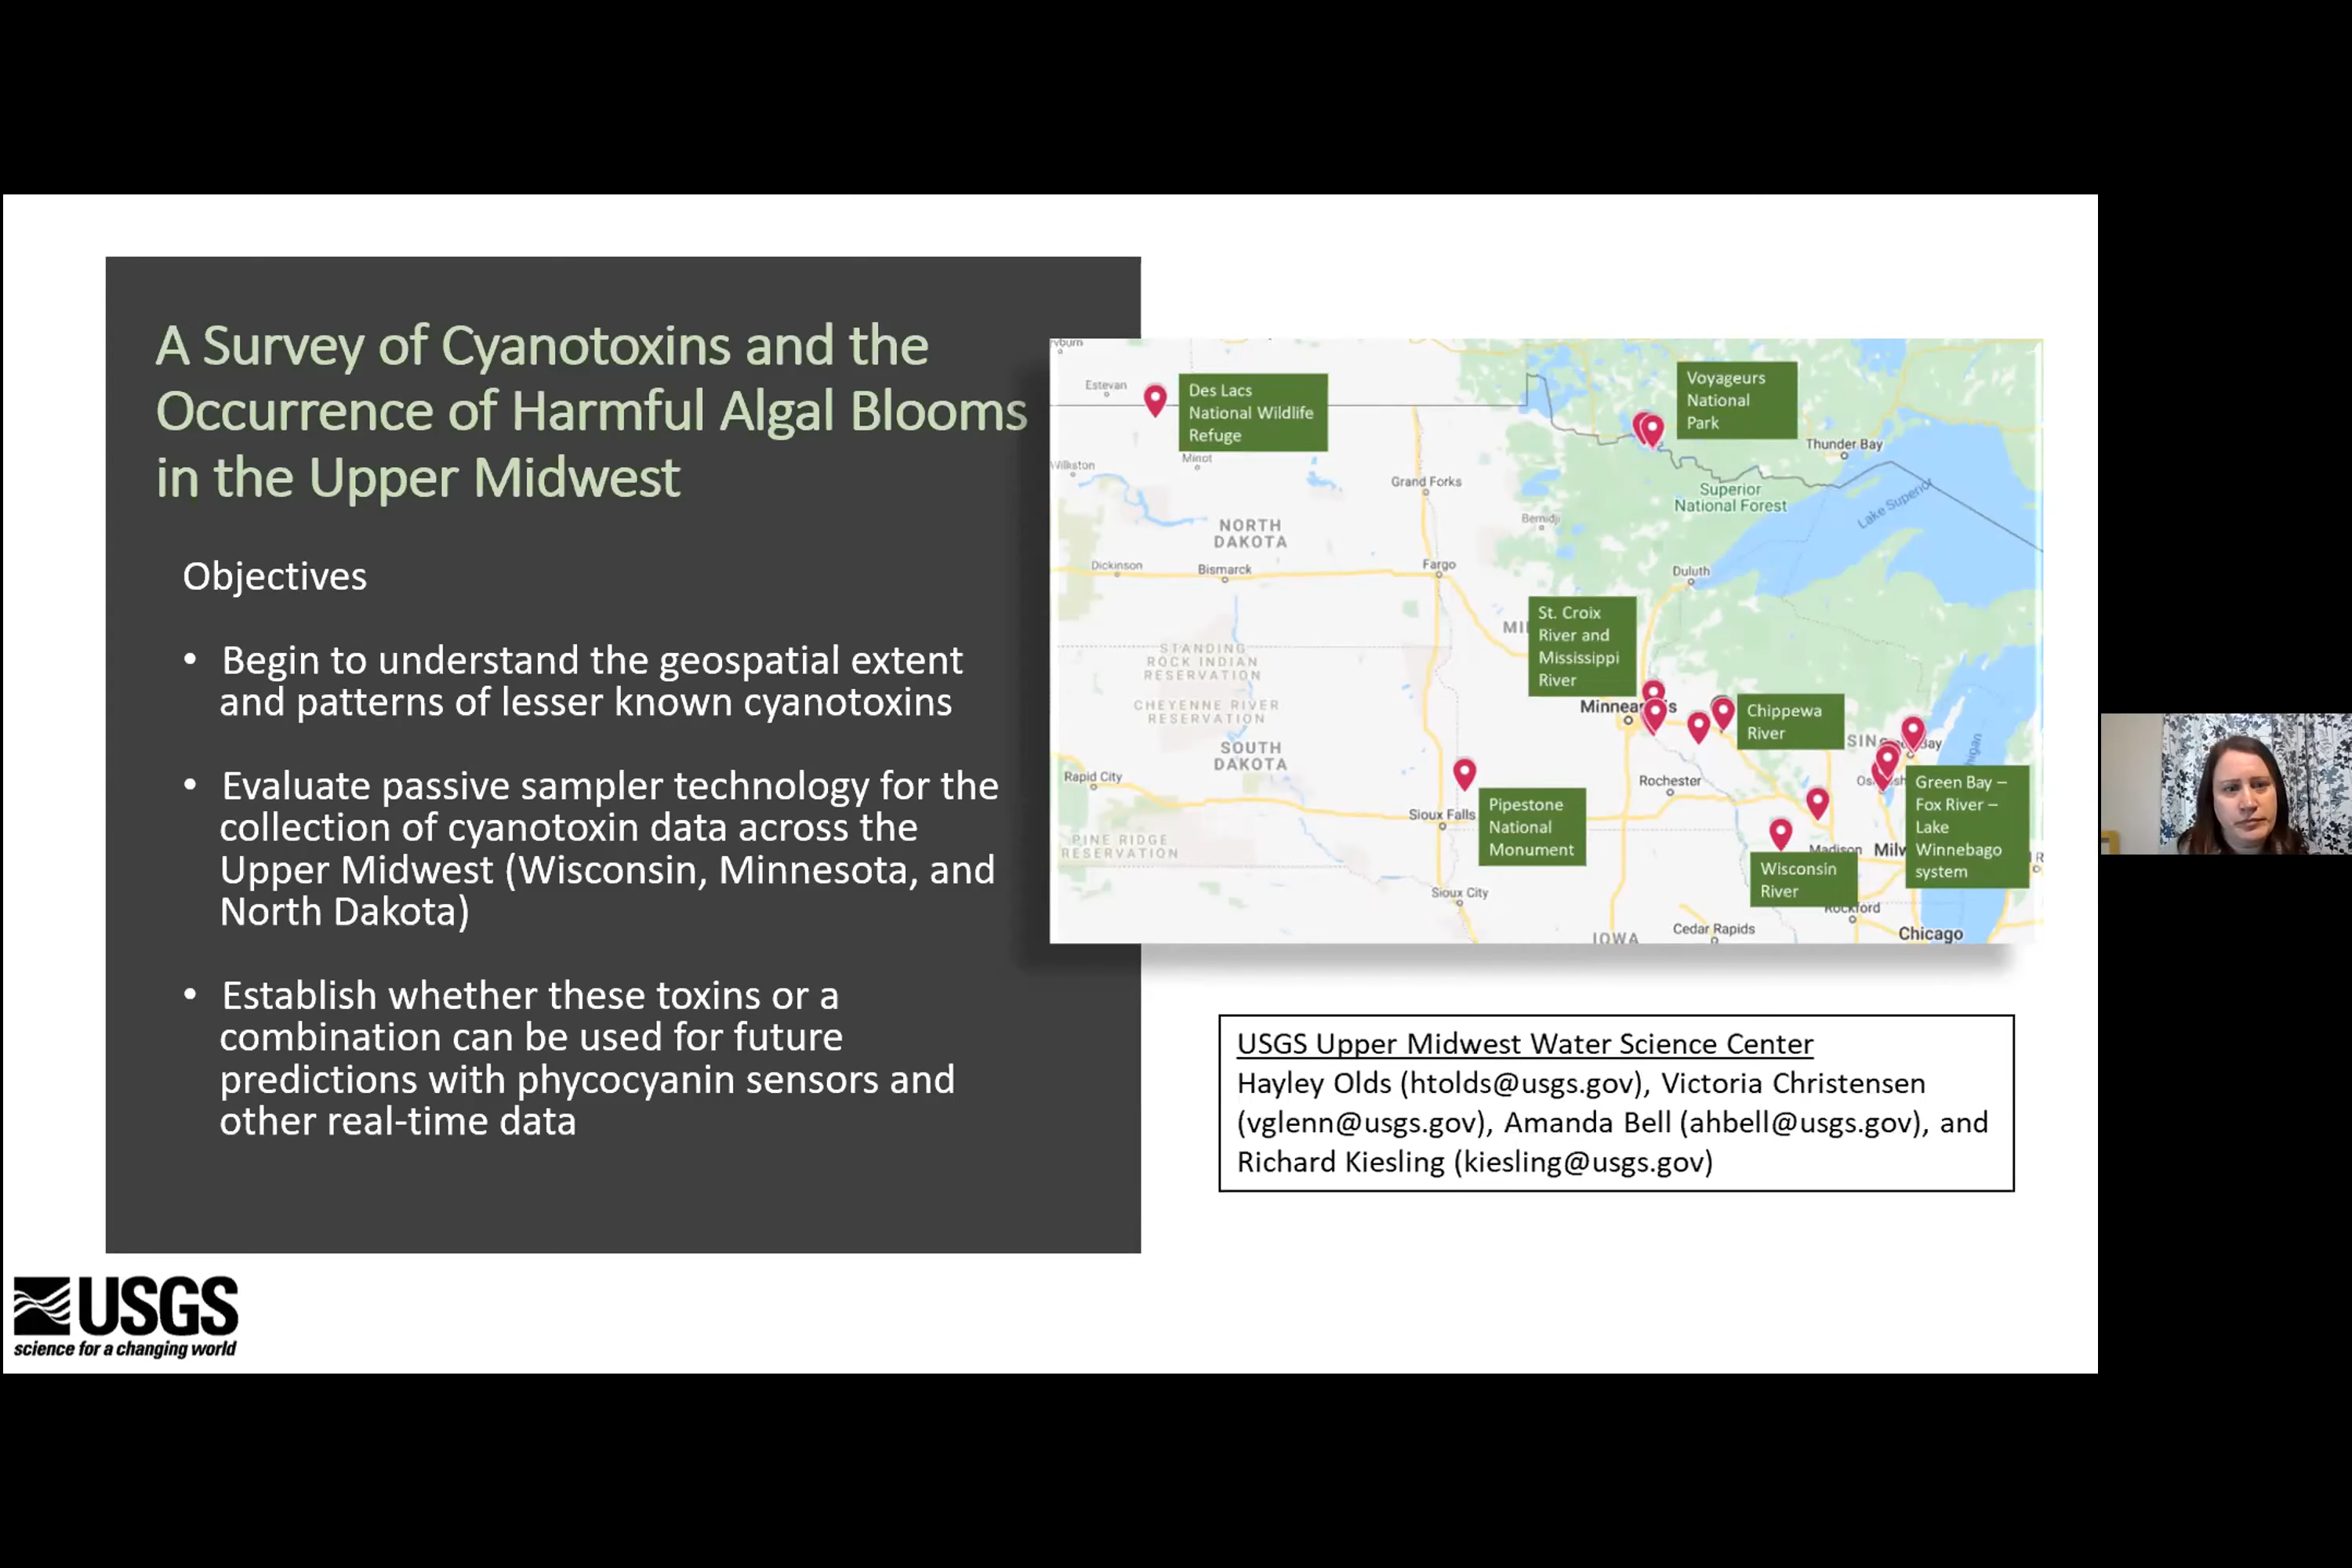 A Survey of Cyanotoxins and the
Occurrence of Harmful Algal Blooms
in the Upper Midwest
Objectives
• Begin to understand the geospatial extent
and patterns of lesser known cyanotoxins
• Evaluate passive sampler technology for the
collection of cyanotoxin data across the
Upper Midwest (Wisconsin, Minnesota, and
North Dakota)
• Establish whether these toxins or a
combination can be used for future
predictions with phycocyanin sensors and
other real-time data
Estevan
Des Lacs
National Wildlife
Refuge
Voyageurs
National
Park
Thunder Bay
Williston
Minot
Grand Forks
Superior
National Forest
Lake Superior
Bemidji
NORTH
DAKOTA
Dickinson
Bismarck
Fargo
Duluth
St. Croix
River and
Mississippi
River
STANDING
ROCK INDIAN
RESERVATION
CHEYENNE RIVER
RESERVATION
Chippewa
River
SOUTH
DAKOTA
Rapid City
Rochester
Pipestone
National
Monument
Sioux Falls
Green Bay –
Fox River –
Lake
Winnebago
system
PINE RIDGE
RESERVATION
Madison
Wisconsin
River
Sioux City
Rockford
IOWA
Cedar Rapids
Chicago
USGS Upper Midwest Water Science Center
Hayley Olds (htolds@usgs.gov), Victoria Christensen
(vglenn@usgs.gov), Amanda Bell (ahbell@usgs.gov), and
Richard Kiesling (kiesling@usgs.gov)
USGS
science for a changing world